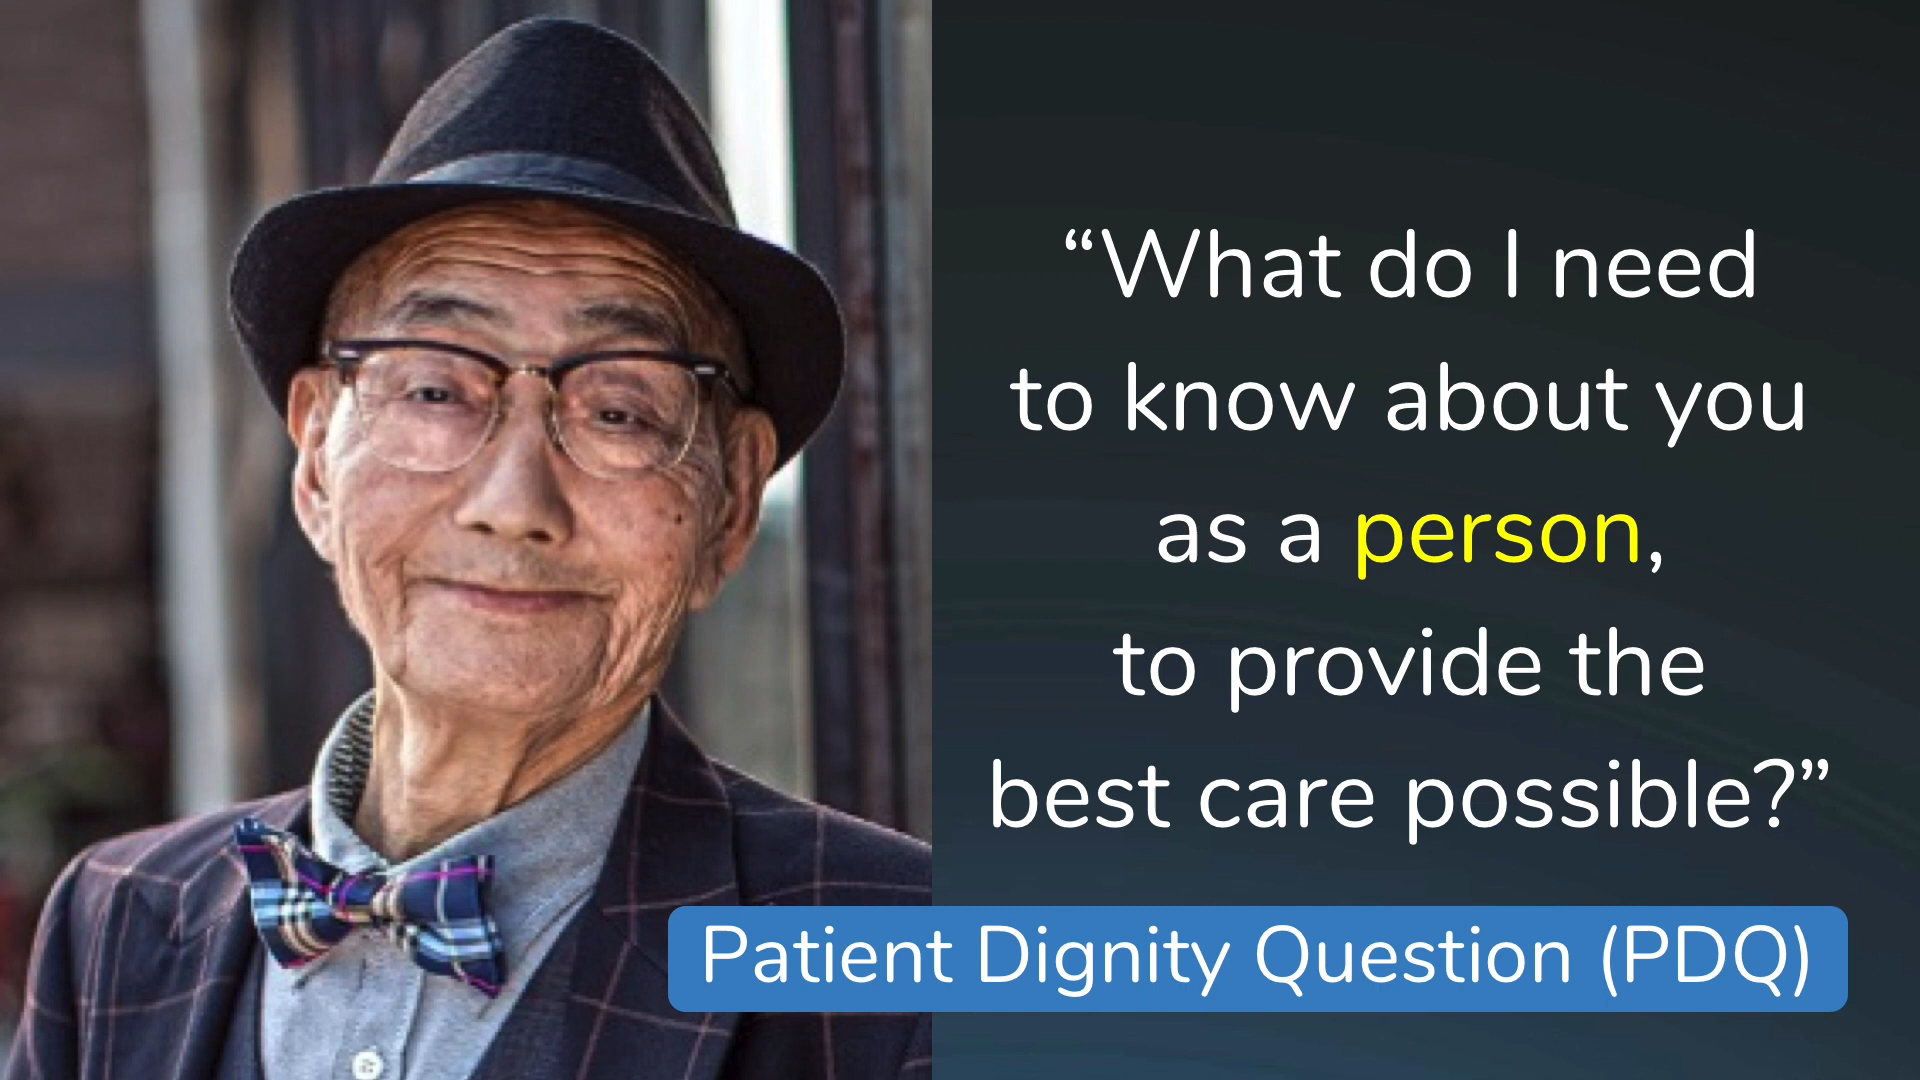 “What do I need
to know about you
as a person,
to provide the
best care possible?”
Patient Dignity Question (PDQ)